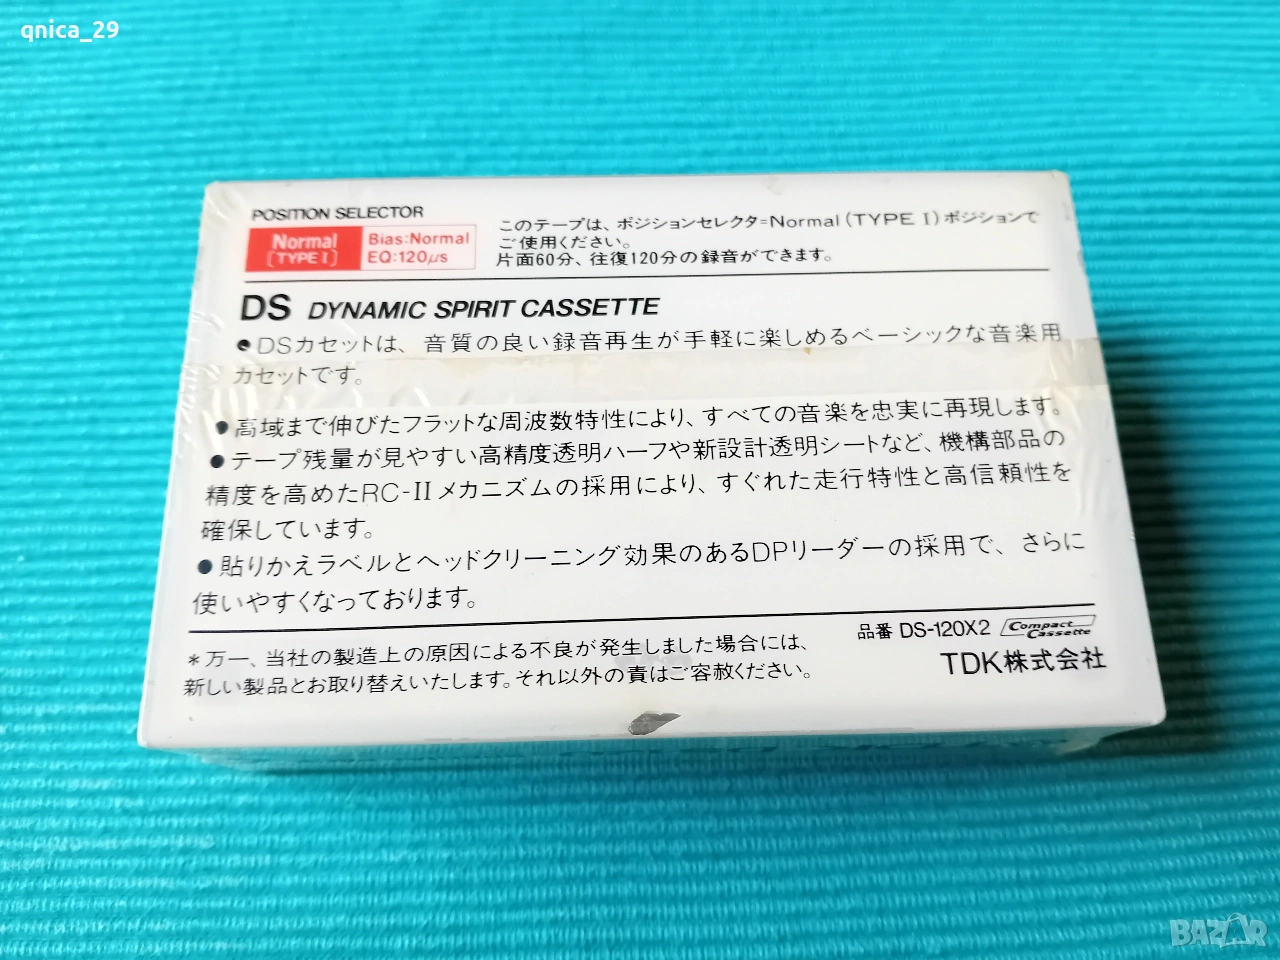 qnica_29
POSITION SELECTOR
Normal
[TYPE I]
Bias:Normal
EQ:120μs
このテープは、ポジションセレクタ=Normal(TYPE I)ポジションで
ご使用ください。
片面60分、往復120分の録音ができます。
DS DYNAMIC SPIRIT CASSETTE
●DSカセットは、音質の良い録音再生が手軽に楽しめるベーシックな音楽用
カセットです。
●高域まで伸びたフラットな周波数特性により、すべての音楽を忠実に再現します。
●テープ残量が見やすい高精度透明ハーフや新設計透明シートなど、機構部品の
精度を高めたRC-IIメカニズムの採用により、すぐれた走行特性と高信頼性を
確保しています。
●貼りかえラベルとヘッドクリーニング効果のあるDPリーダーの採用で、さらに
使いやすくなっております。
*万一、当社の製造上の原因による不良が発生しました場合には、
新しい製品とお取り替えいたします。それ以外の責はご容赦ください。
品番 DS-120X2 Compact Cassette
TDK株式会社
BAZAR